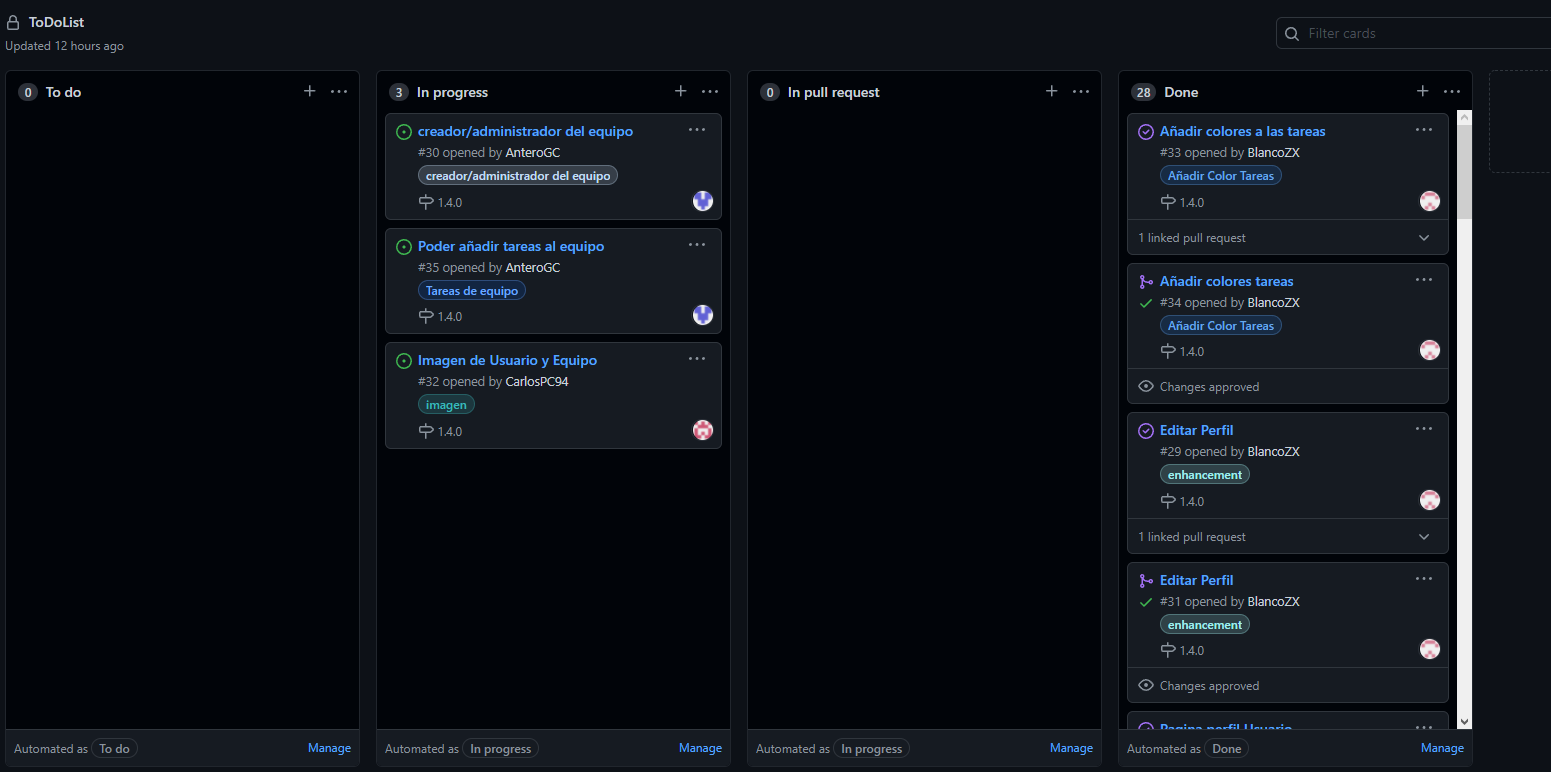 ToDoList
Updated 12 hours ago
Filter cards
0 To do
Automated as To do Manage
3 In progress
creador/administrador del equipo
#30 opened by AnteroGC
creador/administrador del equipo
1.4.0
Poder añadir tareas al equipo
#35 opened by AnteroGC
Tareas de equipo
1.4.0
Imagen de Usuario y Equipo
#32 opened by CarlosPC94
imagen
1.4.0
Automated as In progress Manage
0 In pull request
Automated as In progress Manage
28 Done
Añadir colores a las tareas
#33 opened by BlancoZX
Añadir Color Tareas
1.4.0
1 linked pull request
Añadir colores tareas
#34 opened by BlancoZX
Añadir Color Tareas
1.4.0
Changes approved
Editar Perfil
#29 opened by BlancoZX
enhancement
1.4.0
1 linked pull request
Editar Perfil
#31 opened by BlancoZX
enhancement
1.4.0
Changes approved
Pagina perfil Usuario
Automated as Done Manage